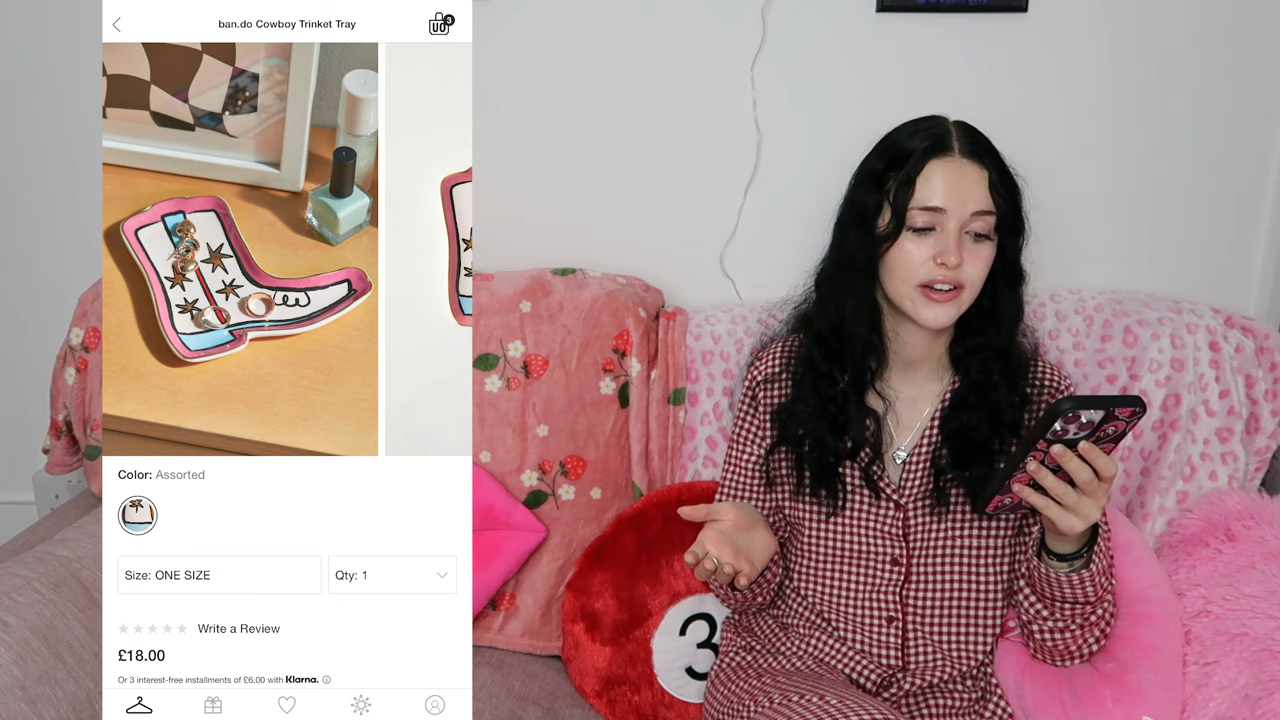 ban.do Cowboy Trinket Tray
UO
3
Color: Assorted
Size: ONE SIZE
Qty: 1
Write a Review
£18.00
Or 3 interest-free installments of £6.00 with Klarna.
3